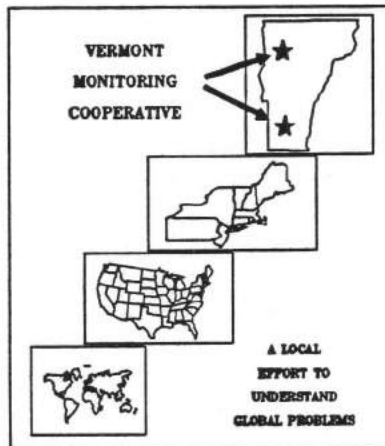 VERMONT
MONITORING
COOPERATIVE
A LOCAL
EFFORT TO
UNDERSTAND
GLOBAL PROBLEMS